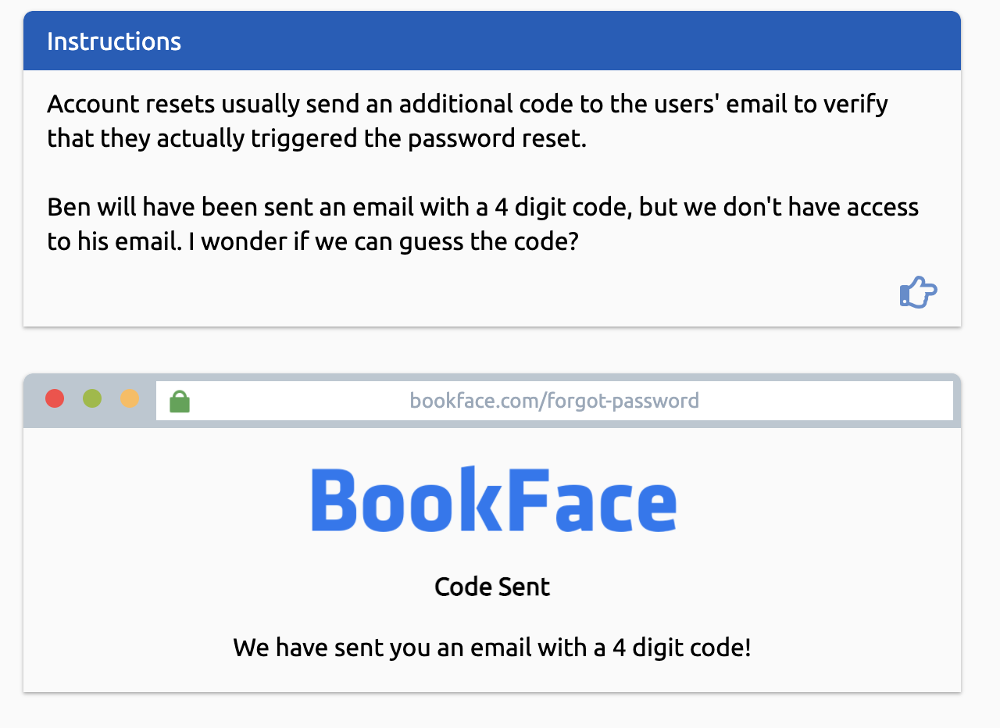 Instructions
Account resets usually send an additional code to the users' email to verify
that they actually triggered the password reset.
Ben will have been sent an email with a 4 digit code, but we don't have access
to his email. I wonder if we can guess the code?
bookface.com/forgot-password
BookFace
Code Sent
We have sent you an email with a 4 digit code!